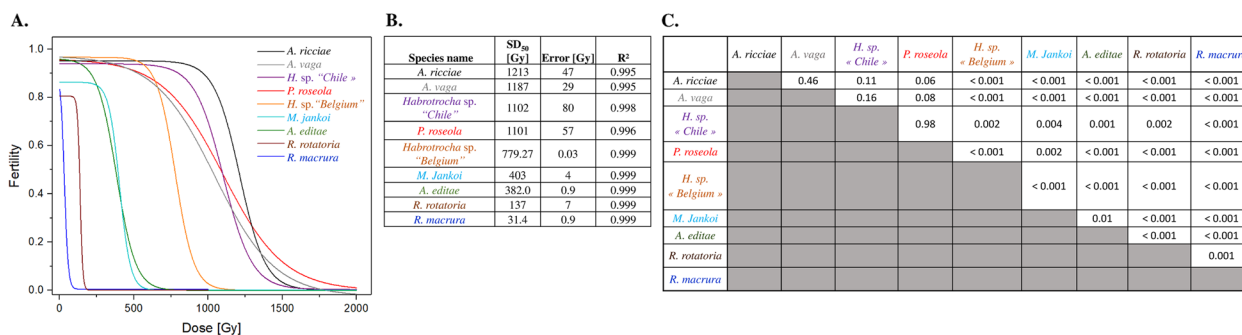 A.
1.0
0.8
0.6
0.4
0.2
0.0
Fertility
0
500
1000
1500
2000
Dose [Gy]
A. ricciae
A. vaga
H. sp. “Chile »
P. roseola
H. sp.“Belgium”
M. jankoi
A. editae
R. rotatoria
R. macrura
B.
Species name SD50 [Gy] Error [Gy] R²
A. ricciae 1213 47 0.995
A. vaga 1187 29 0.995
Habrotrocha sp. “Chile” 1102 80 0.998
P. roseola 1101 57 0.996
Habrotrocha sp. “Belgium” 779.27 0.03 0.999
M. Jankoi 403 4 0.999
A. editae 382.0 0.9 0.999
R. rotatoria 137 7 0.999
R. macrura 31.4 0.9 0.999
C.
A. ricciae A. vaga H. sp. « Chile » P. roseola H. sp. « Belgium » M. Jankoi A. editae R. rotatoria R. macrura
A. ricciae 0.46 0.11 0.06 < 0.001 < 0.001 < 0.001 < 0.001 < 0.001
A. vaga 0.16 0.08 < 0.001 < 0.001 < 0.001 < 0.001 < 0.001
H. sp. « Chile » 0.98 0.002 0.004 0.001 0.002 < 0.001
P. roseola < 0.001 0.002 < 0.001 < 0.001 < 0.001
H. sp. « Belgium » < 0.001 < 0.001 < 0.001 < 0.001
M. Jankoi 0.01 < 0.001 < 0.001
A. editae < 0.001 < 0.001
R. rotatoria 0.001
R. macrura